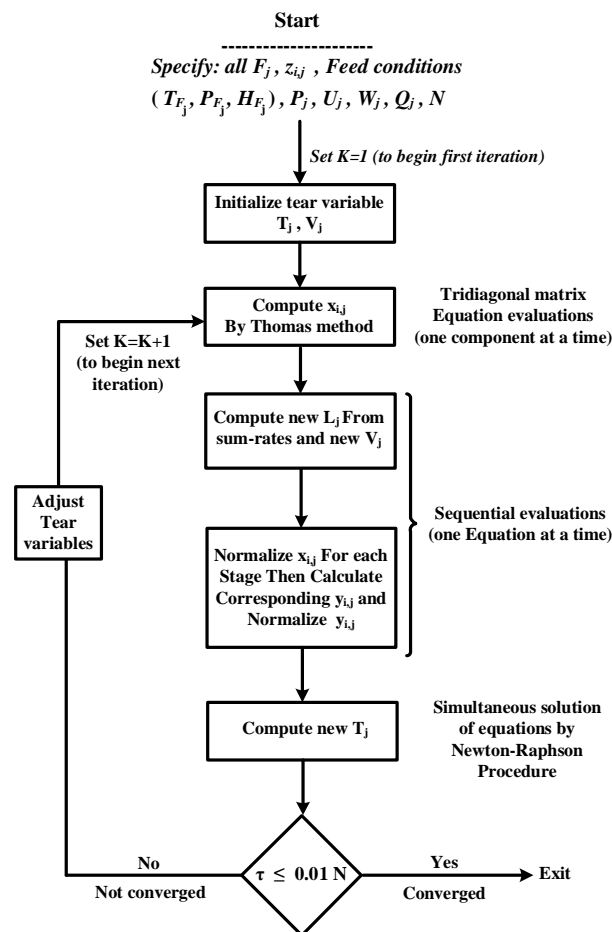 Start
Specify: all Fj , zi,j , Feed conditions
( TFj, PFj, HFj) , Pj , Uj , Wj , Qj , N
Set K=1 (to begin first iteration)
Initialize tear variable
Tj , Vj
Compute xi,j
By Thomas method
Tridiagonal matrix
Equation evaluations
(one component at a time)
Set K=K+1
(to begin next
iteration)
Compute new Lj From
sum-rates and new Vj
Adjust
Tear
variables
Sequential evaluations
(one Equation at a time)
Normalize xi,j For each
Stage Then Calculate
Corresponding yi,j and
Normalize yi,j
Compute new Tj
Simultaneous solution
of equations by
Newton-Raphson
Procedure
No
Not converged
τ ≤ 0.01 N
Yes
Converged
Exit